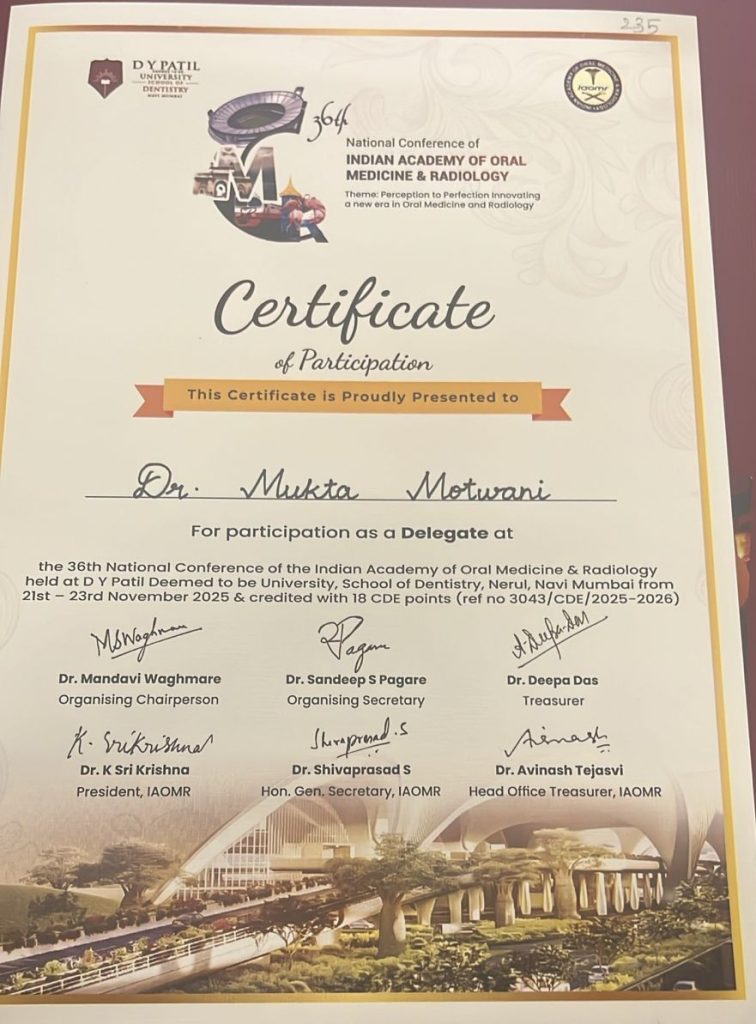 235
D Y PATIL
UNIVERSITY
SCHOOL OF
DENTISTRY
NAVI MUMBAI
36th
National Conference of
INDIAN ACADEMY OF ORAL
MEDICINE & RADIOLOGY
Theme: Perception to Perfection Innovating
a new era in Oral Medicine and Radiology
Certificate
of Participation
This Certificate is Proudly Presented to
Dr. Mukta Motwani
For participation as a Delegate at
the 36th National Conference of the Indian Academy of Oral Medicine & Radiology
held at D Y Patil Deemed to be University, School of Dentistry, Nerul, Navi Mumbai from
21st – 23rd November 2025 & credited with 18 CDE points (ref no 3043/CDE/2025-2026)
Dr. Mandavi Waghmare Dr. Sandeep S Pagare Dr. Deepa Das
Organising Chairperson Organising Secretary Treasurer
K. Srikrishna Shivaprasad.S Avinash
Dr. K Sri Krishna Dr. Shivaprasad S Dr. Avinash Tejasvi
President, IAOMR Hon. Gen. Secretary, IAOMR Head Office Treasurer, IAOMR